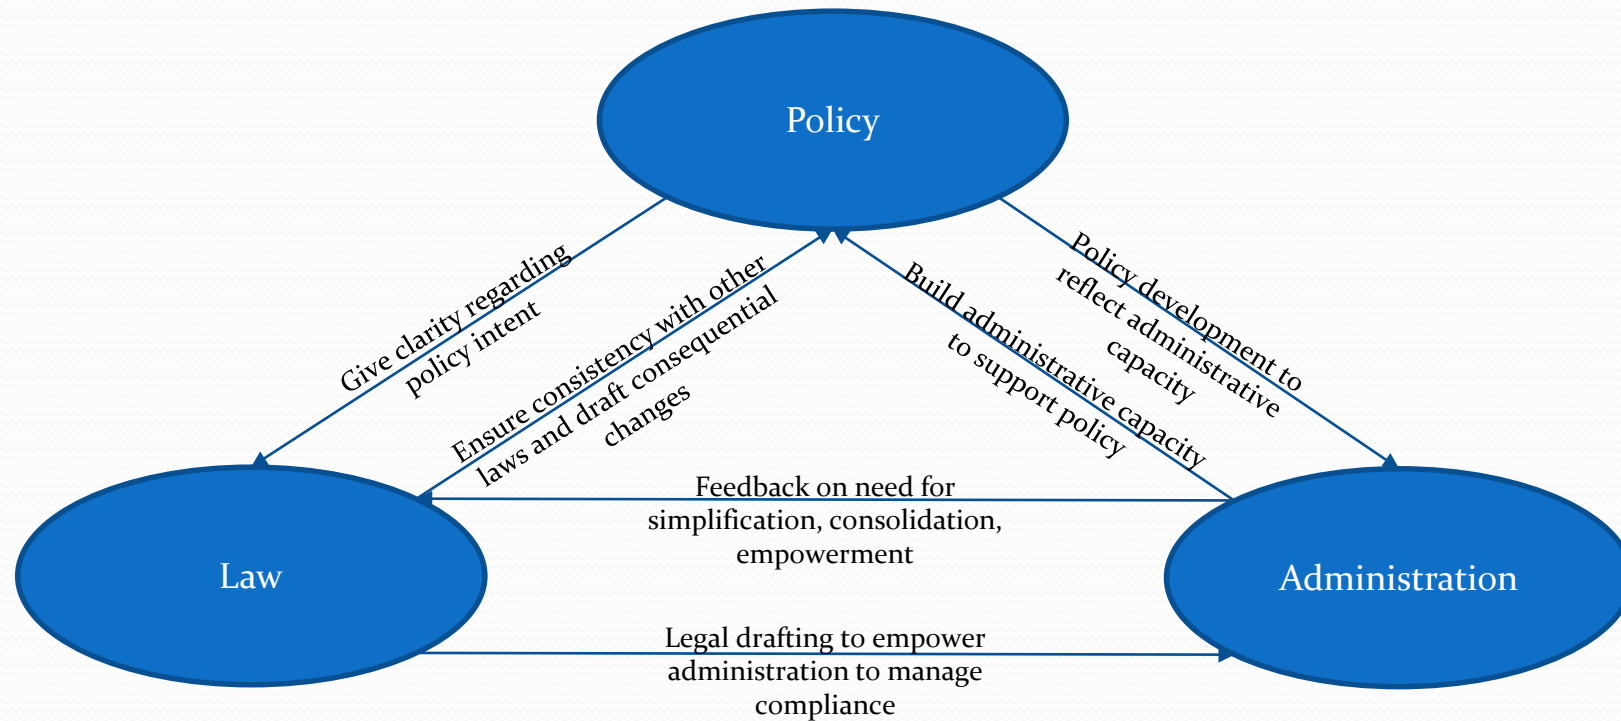 Policy
Give clarity regarding
policy intent
Ensure consistency with other
laws and draft consequential
changes
Build administrative capacity
to support policy
Policy development to
reflect administrative
capacity
Feedback on need for
simplification, consolidation,
empowerment
Law
Administration
Legal drafting to empower
administration to manage
compliance